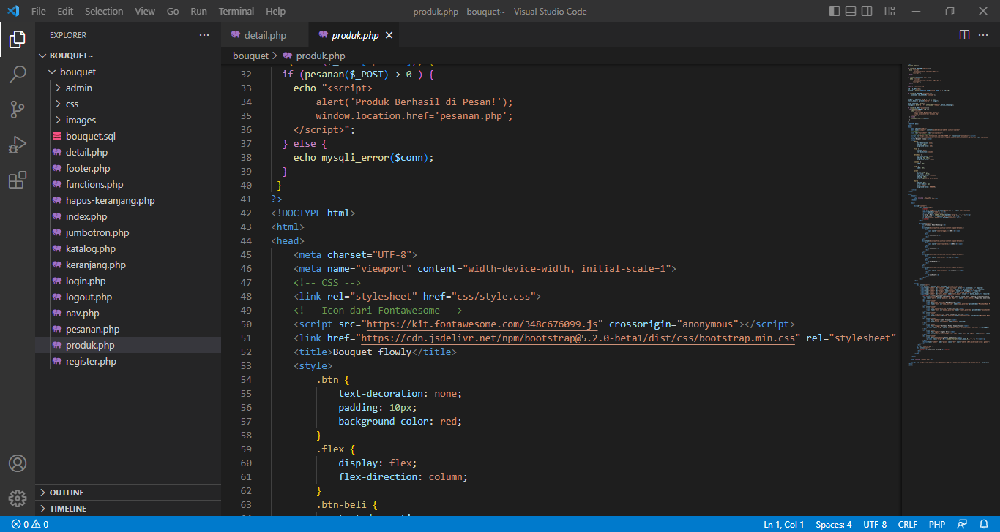 File Edit Selection View Go Run Terminal Help
produk.php - bouquet~ - Visual Studio Code
EXPLORER
BOUQUET~
bouquet
admin
css
images
bouquet.sql
detail.php
footer.php
functions.php
hapus-keranjang.php
index.php
jumbotron.php
katalog.php
keranjang.php
login.php
logout.php
nav.php
pesanan.php
produk.php
register.php
OUTLINE
TIMELINE
detail.php produk.php
bouquet > produk.php
32 if (pesanan($_POST) > 0 ) {
33 echo "<script>
34 alert('Produk Berhasil di Pesan!');
35 window.location.href='pesanan.php';
36 </script>";
37 } else {
38 echo mysqli_error($conn);
39 }
40 }
41 ?>
42 <!DOCTYPE html>
43 <html>
44 <head>
45 <meta charset="UTF-8">
46 <meta name="viewport" content="width=device-width, initial-scale=1">
47 <!-- CSS -->
48 <link rel="stylesheet" href="css/style.css">
49 <!-- Icon dari Fontawesome -->
50 <script src="https://kit.fontawesome.com/348c676099.js" crossorigin="anonymous"></script>
51 <link href="https://cdn.jsdelivr.net/npm/bootstrap@5.2.0-beta1/dist/css/bootstrap.min.css" rel="stylesheet"
52 <title>Bouquet flowly</title>
53 <style>
54 .btn {
55 text-decoration: none;
56 padding: 10px;
57 background-color: red;
58 }
59 .flex {
60 display: flex;
61 flex-direction: column;
62 }
63 .btn-beli {
0 0 Ln 1, Col 1 Spaces: 4 UTF-8 CRLF PHP